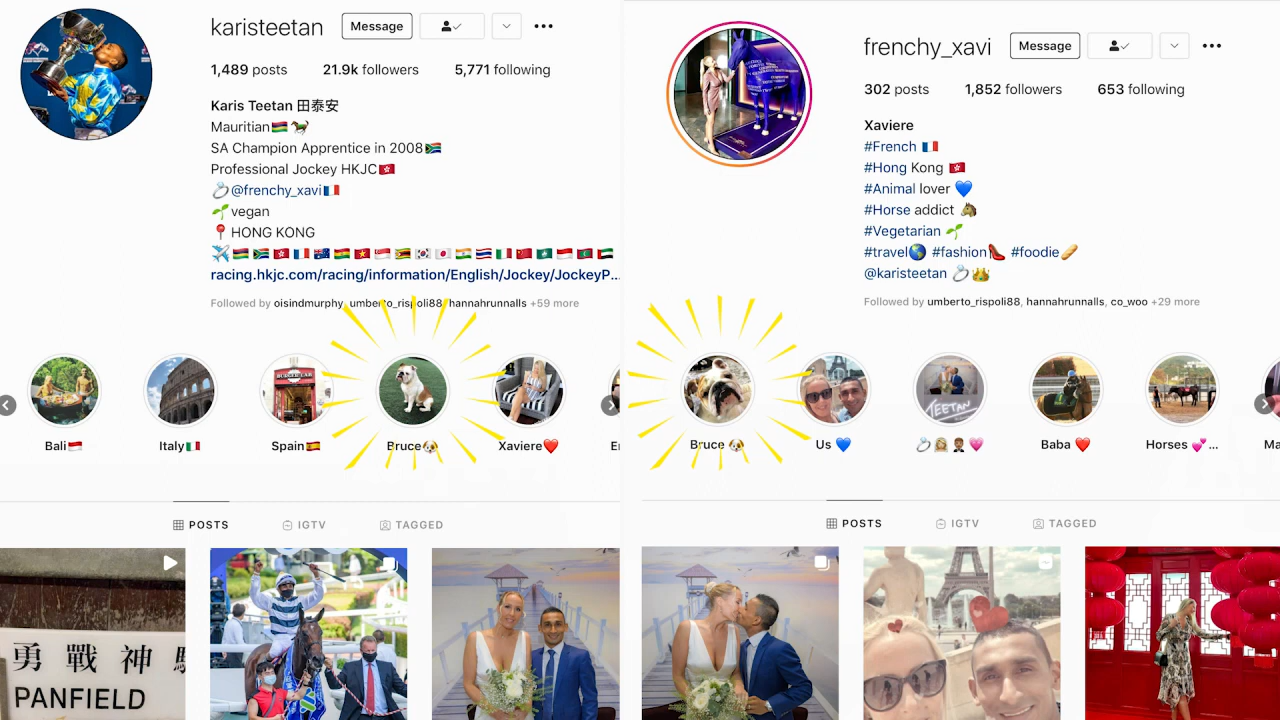 karisteetan
Message
1,489 posts 21.9k followers 5,771 following
Karis Teetan 田泰安
Mauritian🇲🇺🐎
SA Champion Apprentice in 2008🇿🇦
Professional Jockey HKJC🇭🇰
💍@frenchy_xavi🇫🇷
🌱vegan
📍HONG KONG
✈️🇲🇺🇿🇦🇭🇰🇫🇷🇦🇺🇧🇴🇻🇳🇸🇬🇿🇼🇰🇷🇯🇵🇮🇳🇹🇭🇮🇹🇨🇳🇲🇴🇮🇩🇲🇻🇦🇪
racing.hkjc.com/racing/information/English/Jockey/JockeyP...
Followed by oisindmurphy, umberto_rispoli88, hannahrunnalls +59 more
BURGER LAB
Bali🇮🇩
Italy🇮🇹
Spain🇪🇸
Bruce🐶
Xaviere❤️
POSTS
IGTV
TAGGED
勇戰神
PANFIELD
frenchy_xavi
Message
302 posts 1,852 followers 653 following
Xaviere
#French 🇫🇷
#Hong Kong 🇭🇰
#Animal lover 💙
#Horse addict 🐴
#Vegetarian 🌱
#travel🌎 #fashion👠 #foodie🥖
@karisteetan 💍👑
Followed by umberto_rispoli88, hannahrunnalls, co_woo +29 more
TEETAN
Bruce 🐶
Us 💙
💍👰🏼🤵🏽💗
Baba ❤️
Horses 💕 ...
Ma
POSTS
IGTV
TAGGED